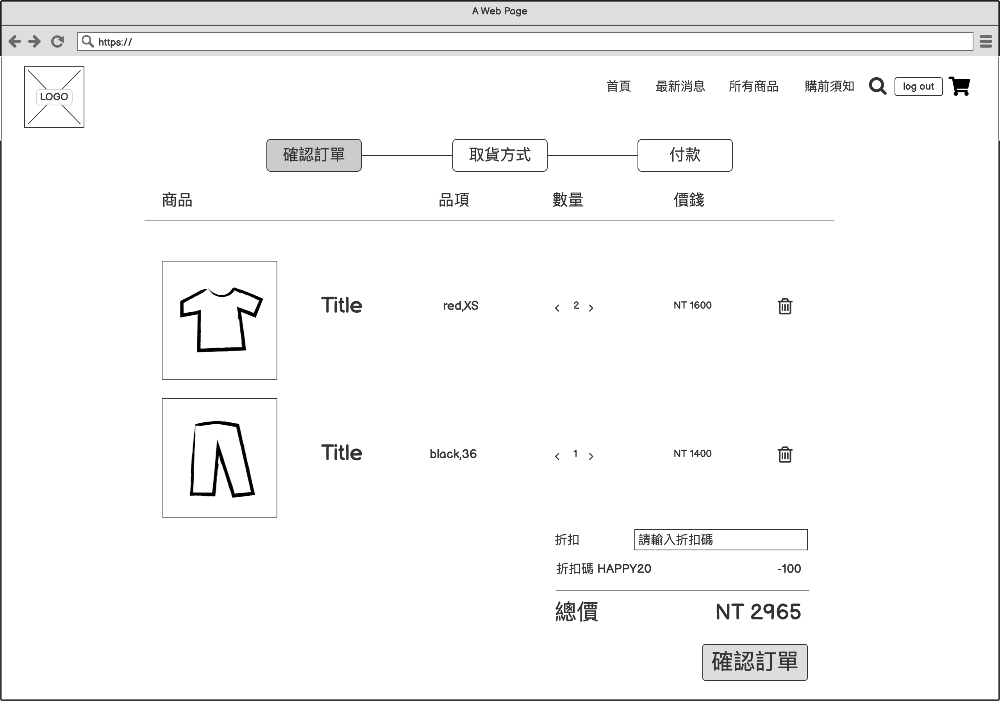 A Web Page
https://
LOGO
首頁 最新消息 所有商品 購前須知 log out
確認訂單 取貨方式 付款
商品 品項 數量 價錢
Title red,XS 2 NT 1600
Title black,36 1 NT 1400
折扣 請輸入折扣碼
折扣碼 HAPPY20 -100
總價 NT 2965
確認訂單